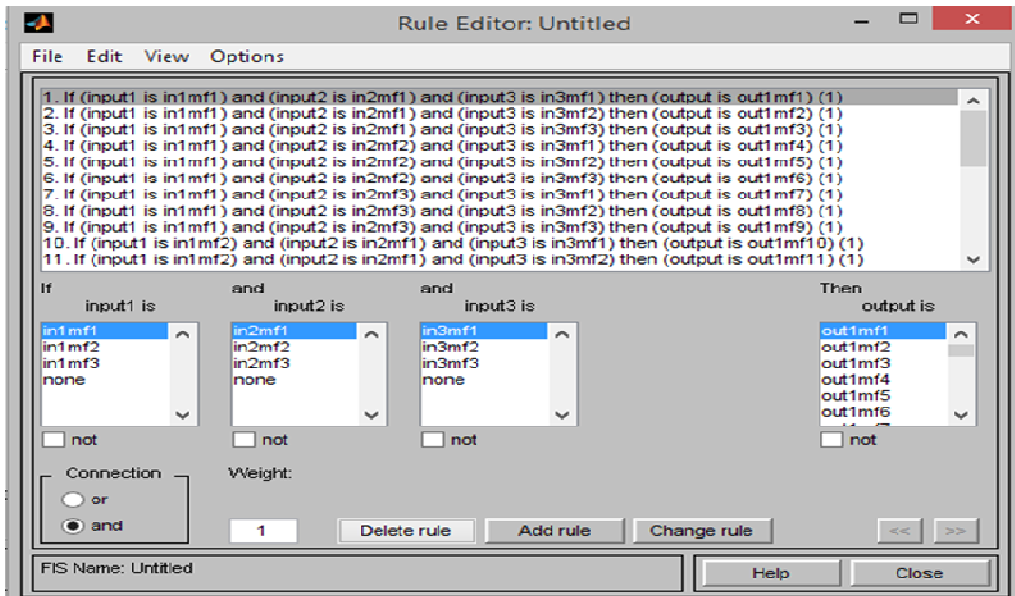 Rule Editor: Untitled
File Edit View Options
1. If (input1 is in1mf1) and (input2 is in2mf1) and (input3 is in3mf1) then (output is out1mf1) (1)
2. If (input1 is in1mf1) and (input2 is in2mf1) and (input3 is in3mf2) then (output is out1mf2) (1)
3. If (input1 is in1mf1) and (input2 is in2mf1) and (input3 is in3mf3) then (output is out1mf3) (1)
4. If (input1 is in1mf1) and (input2 is in2mf2) and (input3 is in3mf1) then (output is out1mf4) (1)
5. If (input1 is in1mf1) and (input2 is in2mf2) and (input3 is in3mf2) then (output is out1mf5) (1)
6. If (input1 is in1mf1) and (input2 is in2mf2) and (input3 is in3mf3) then (output is out1mf6) (1)
7. If (input1 is in1mf1) and (input2 is in2mf3) and (input3 is in3mf1) then (output is out1mf7) (1)
8. If (input1 is in1mf1) and (input2 is in2mf3) and (input3 is in3mf2) then (output is out1mf8) (1)
9. If (input1 is in1mf1) and (input2 is in2mf3) and (input3 is in3mf3) then (output is out1mf9) (1)
10. If (input1 is in1mf2) and (input2 is in2mf1) and (input3 is in3mf1) then (output is out1mf10) (1)
11. If (input1 is in1mf2) and (input2 is in2mf1) and (input3 is in3mf2) then (output is out1mf11) (1)
If and and Then
input1 is input2 is input3 is output is
in1mf1 in2mf1 in3mf1 out1mf1
in1mf2 in2mf2 in3mf2 out1mf2
in1mf3 in2mf3 in3mf3 out1mf3
none none none out1mf4
out1mf5
out1mf6
not not not not
Connection Weight:
or
and 1 Delete rule Add rule Change rule << >>
FIS Name: Untitled Help Close